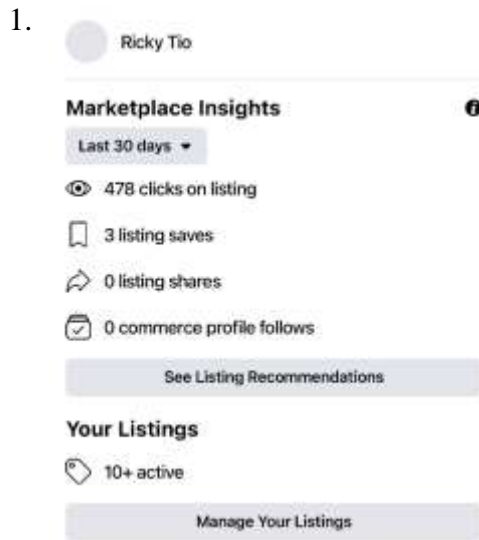 1.
Ricky Tio
Marketplace Insights
Last 30 days
478 clicks on listing
3 listing saves
0 listing shares
0 commerce profile follows
See Listing Recommendations
Your Listings
10+ active
Manage Your Listings